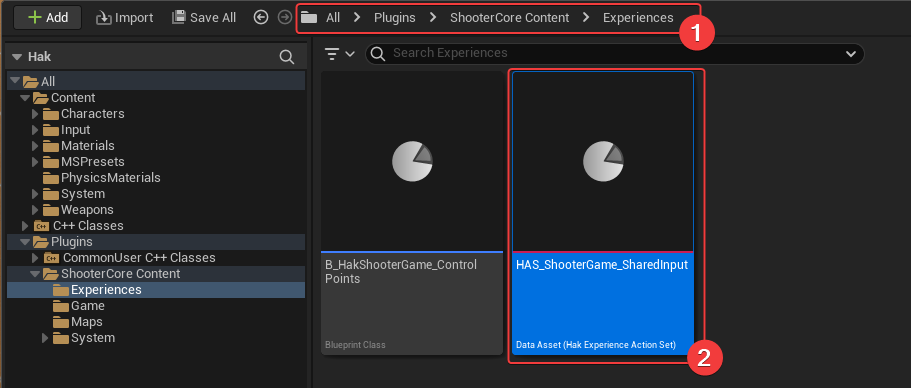 Add
Import
Save All
All
Plugins
ShooterCore Content
Experiences
1
Hak
Search Experiences
All
Content
Characters
Input
Materials
MSPresets
PhysicsMaterials
System
Weapons
C++ Classes
Plugins
CommonUser C++ Classes
ShooterCore Content
Experiences
Game
Maps
System
B_HakShooterGame_Control
Points
Blueprint Class
HAS_ShooterGame_SharedInput
Data Asset (Hak Experience Action Set)
2